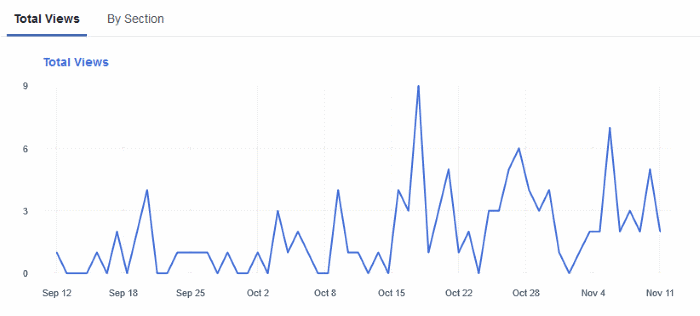 Total Views By Section
Total Views
9
6
3
0
Sep 12 Sep 18 Sep 25 Oct 2 Oct 8 Oct 15 Oct 22 Oct 28 Nov 4 Nov 11